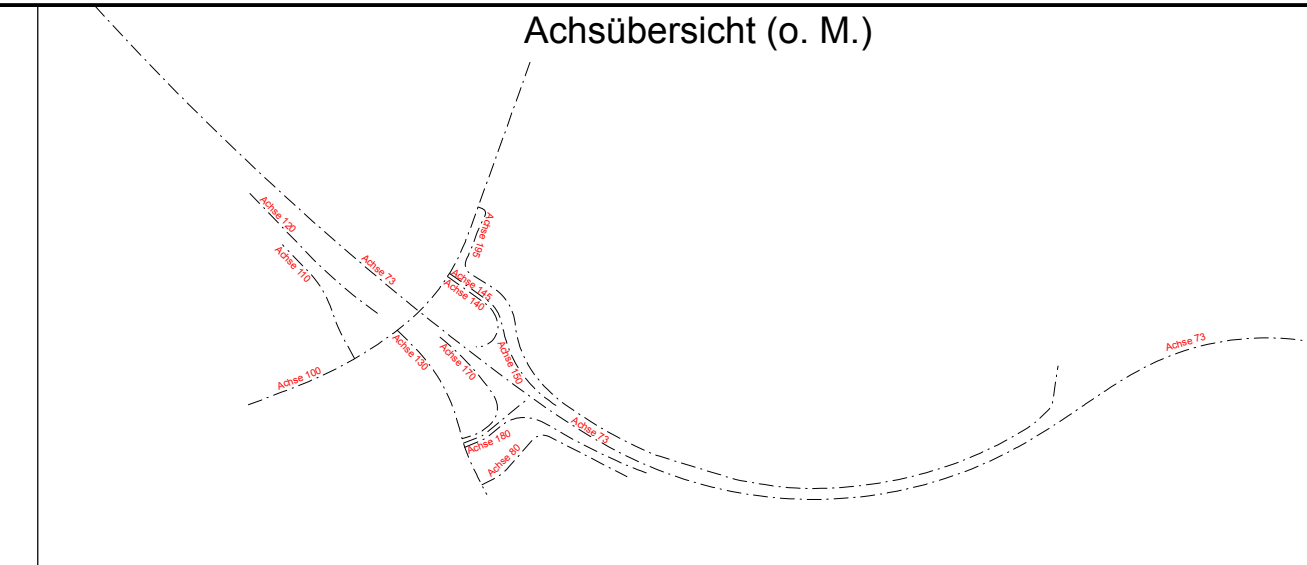 Achsübersicht (o. M.)
Achse 120
Achse 195
Achse 110
Achse 73
Achse 145
Achse 140
Achse 130
Achse 170
Achse 150
Achse 73
Achse 100
Achse 73
Achse 180
Achse 80